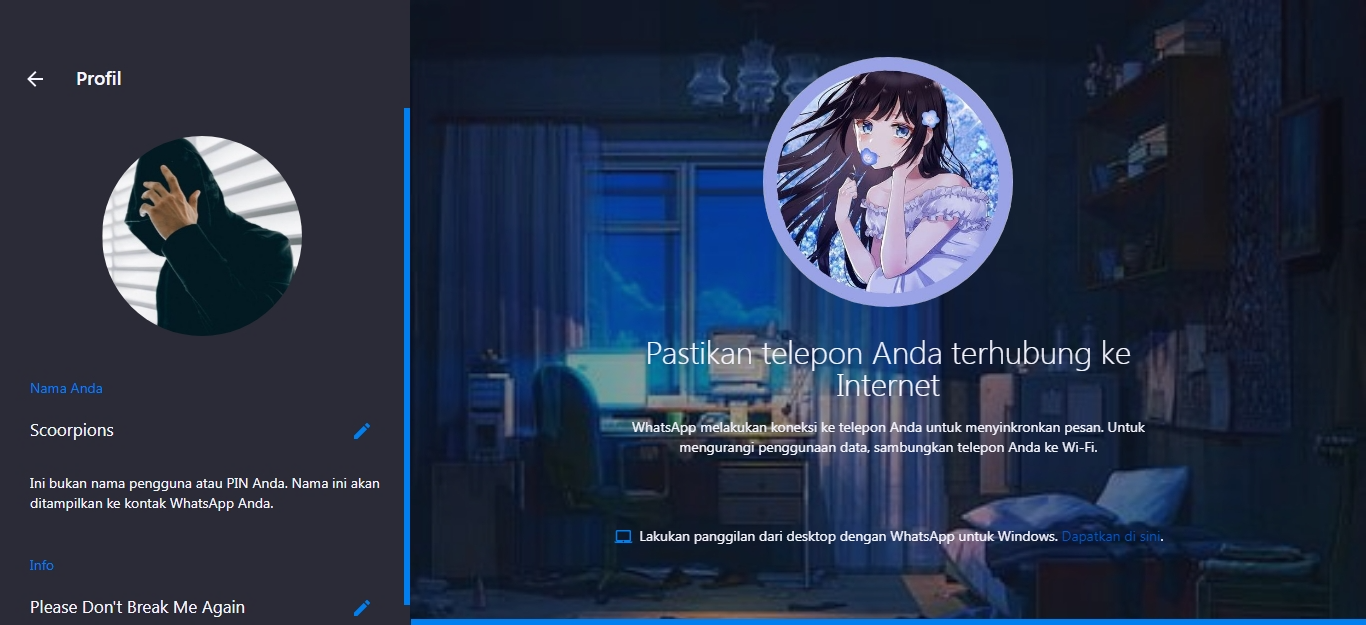 Profil
Nama Anda
Scoorpions
Ini bukan nama pengguna atau PIN Anda. Nama ini akan
ditampilkan ke kontak WhatsApp Anda.
Info
Please Don't Break Me Again
Pastikan telepon Anda terhubung ke
Internet
WhatsApp melakukan koneksi ke telepon Anda untuk menyinkronkan pesan. Untuk
mengurangi penggunaan data, sambungkan telepon Anda ke Wi-Fi.
Lakukan panggilan dari desktop dengan WhatsApp untuk Windows. Dapatkan di sini.